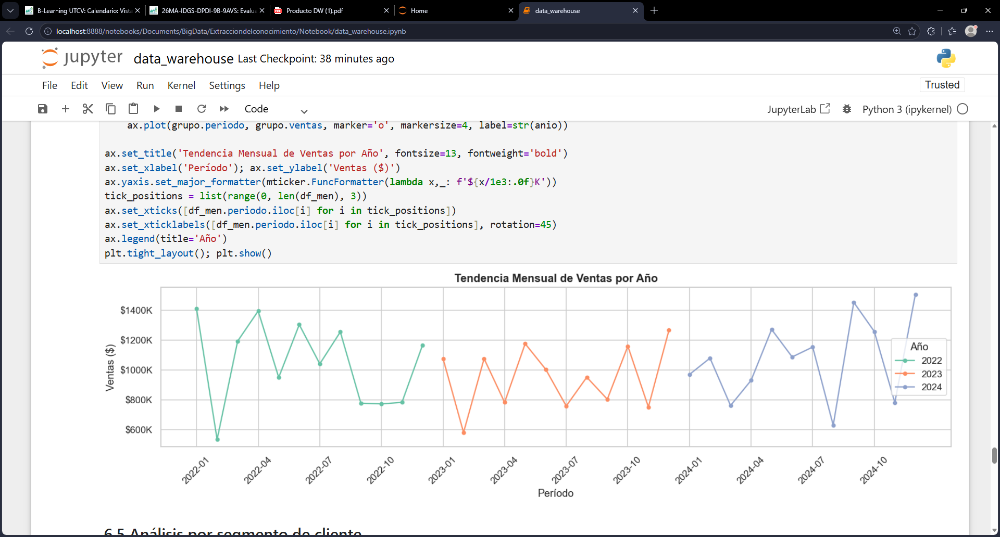 B-Learning UTCV: Calendario: Vist
26MA-IDGS-DPDI-9B-9AVS: Evalu
Producto DW (1).pdf
Home
data_warehouse
localhost:8888/notebooks/Documents/BigData/Extracciondelconocimiento/Notebook/data_warehouse.ipynb
jupyter
data_warehouse Last Checkpoint: 38 minutes ago
File Edit View Run Kernel Settings Help
Trusted
Code
JupyterLab
Python 3 (ipykernel)
ax.plot(grupo.periodo, grupo.ventas, marker='o', markersize=4, label=str(anio))
ax.set_title('Tendencia Mensual de Ventas por Año', fontsize=13, fontweight='bold')
ax.set_xlabel('Período'); ax.set_ylabel('Ventas ($)')
ax.yaxis.set_major_formatter(mticker.FuncFormatter(lambda x,_: f'${x/1e3:.0f}K'))
tick_positions = list(range(0, len(df_men), 3))
ax.set_xticks([df_men.periodo.iloc[i] for i in tick_positions])
ax.set_xticklabels([df_men.periodo.iloc[i] for i in tick_positions], rotation=45)
ax.legend(title='Año')
plt.tight_layout(); plt.show()
Tendencia Mensual de Ventas por Año
$1400K
$1200K
$1000K
$800K
$600K
Ventas ($)
Año
2022
2023
2024
2022-01
2022-04
2022-07
2022-10
2023-01
2023-04
2023-07
2023-10
2024-01
2024-04
2024-07
2024-10
Período
6.5 Análisis por segmento de cliente